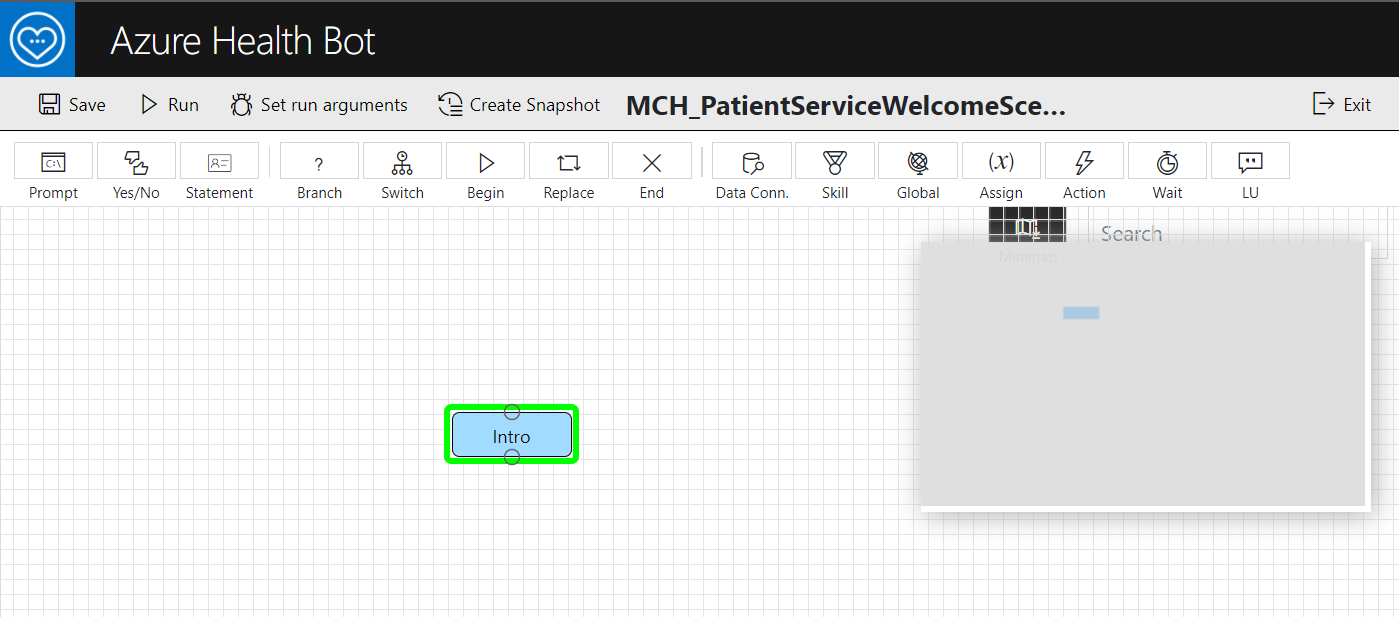 Azure Health Bot
Save Run Set run arguments Create Snapshot MCH_PatientServiceWelcomeSce... Exit
C:\ ? (x)
Prompt Yes/No Statement Branch Switch Begin Replace End Data Conn. Skill Global Assign Action Wait LU
Search
Minimap
Intro